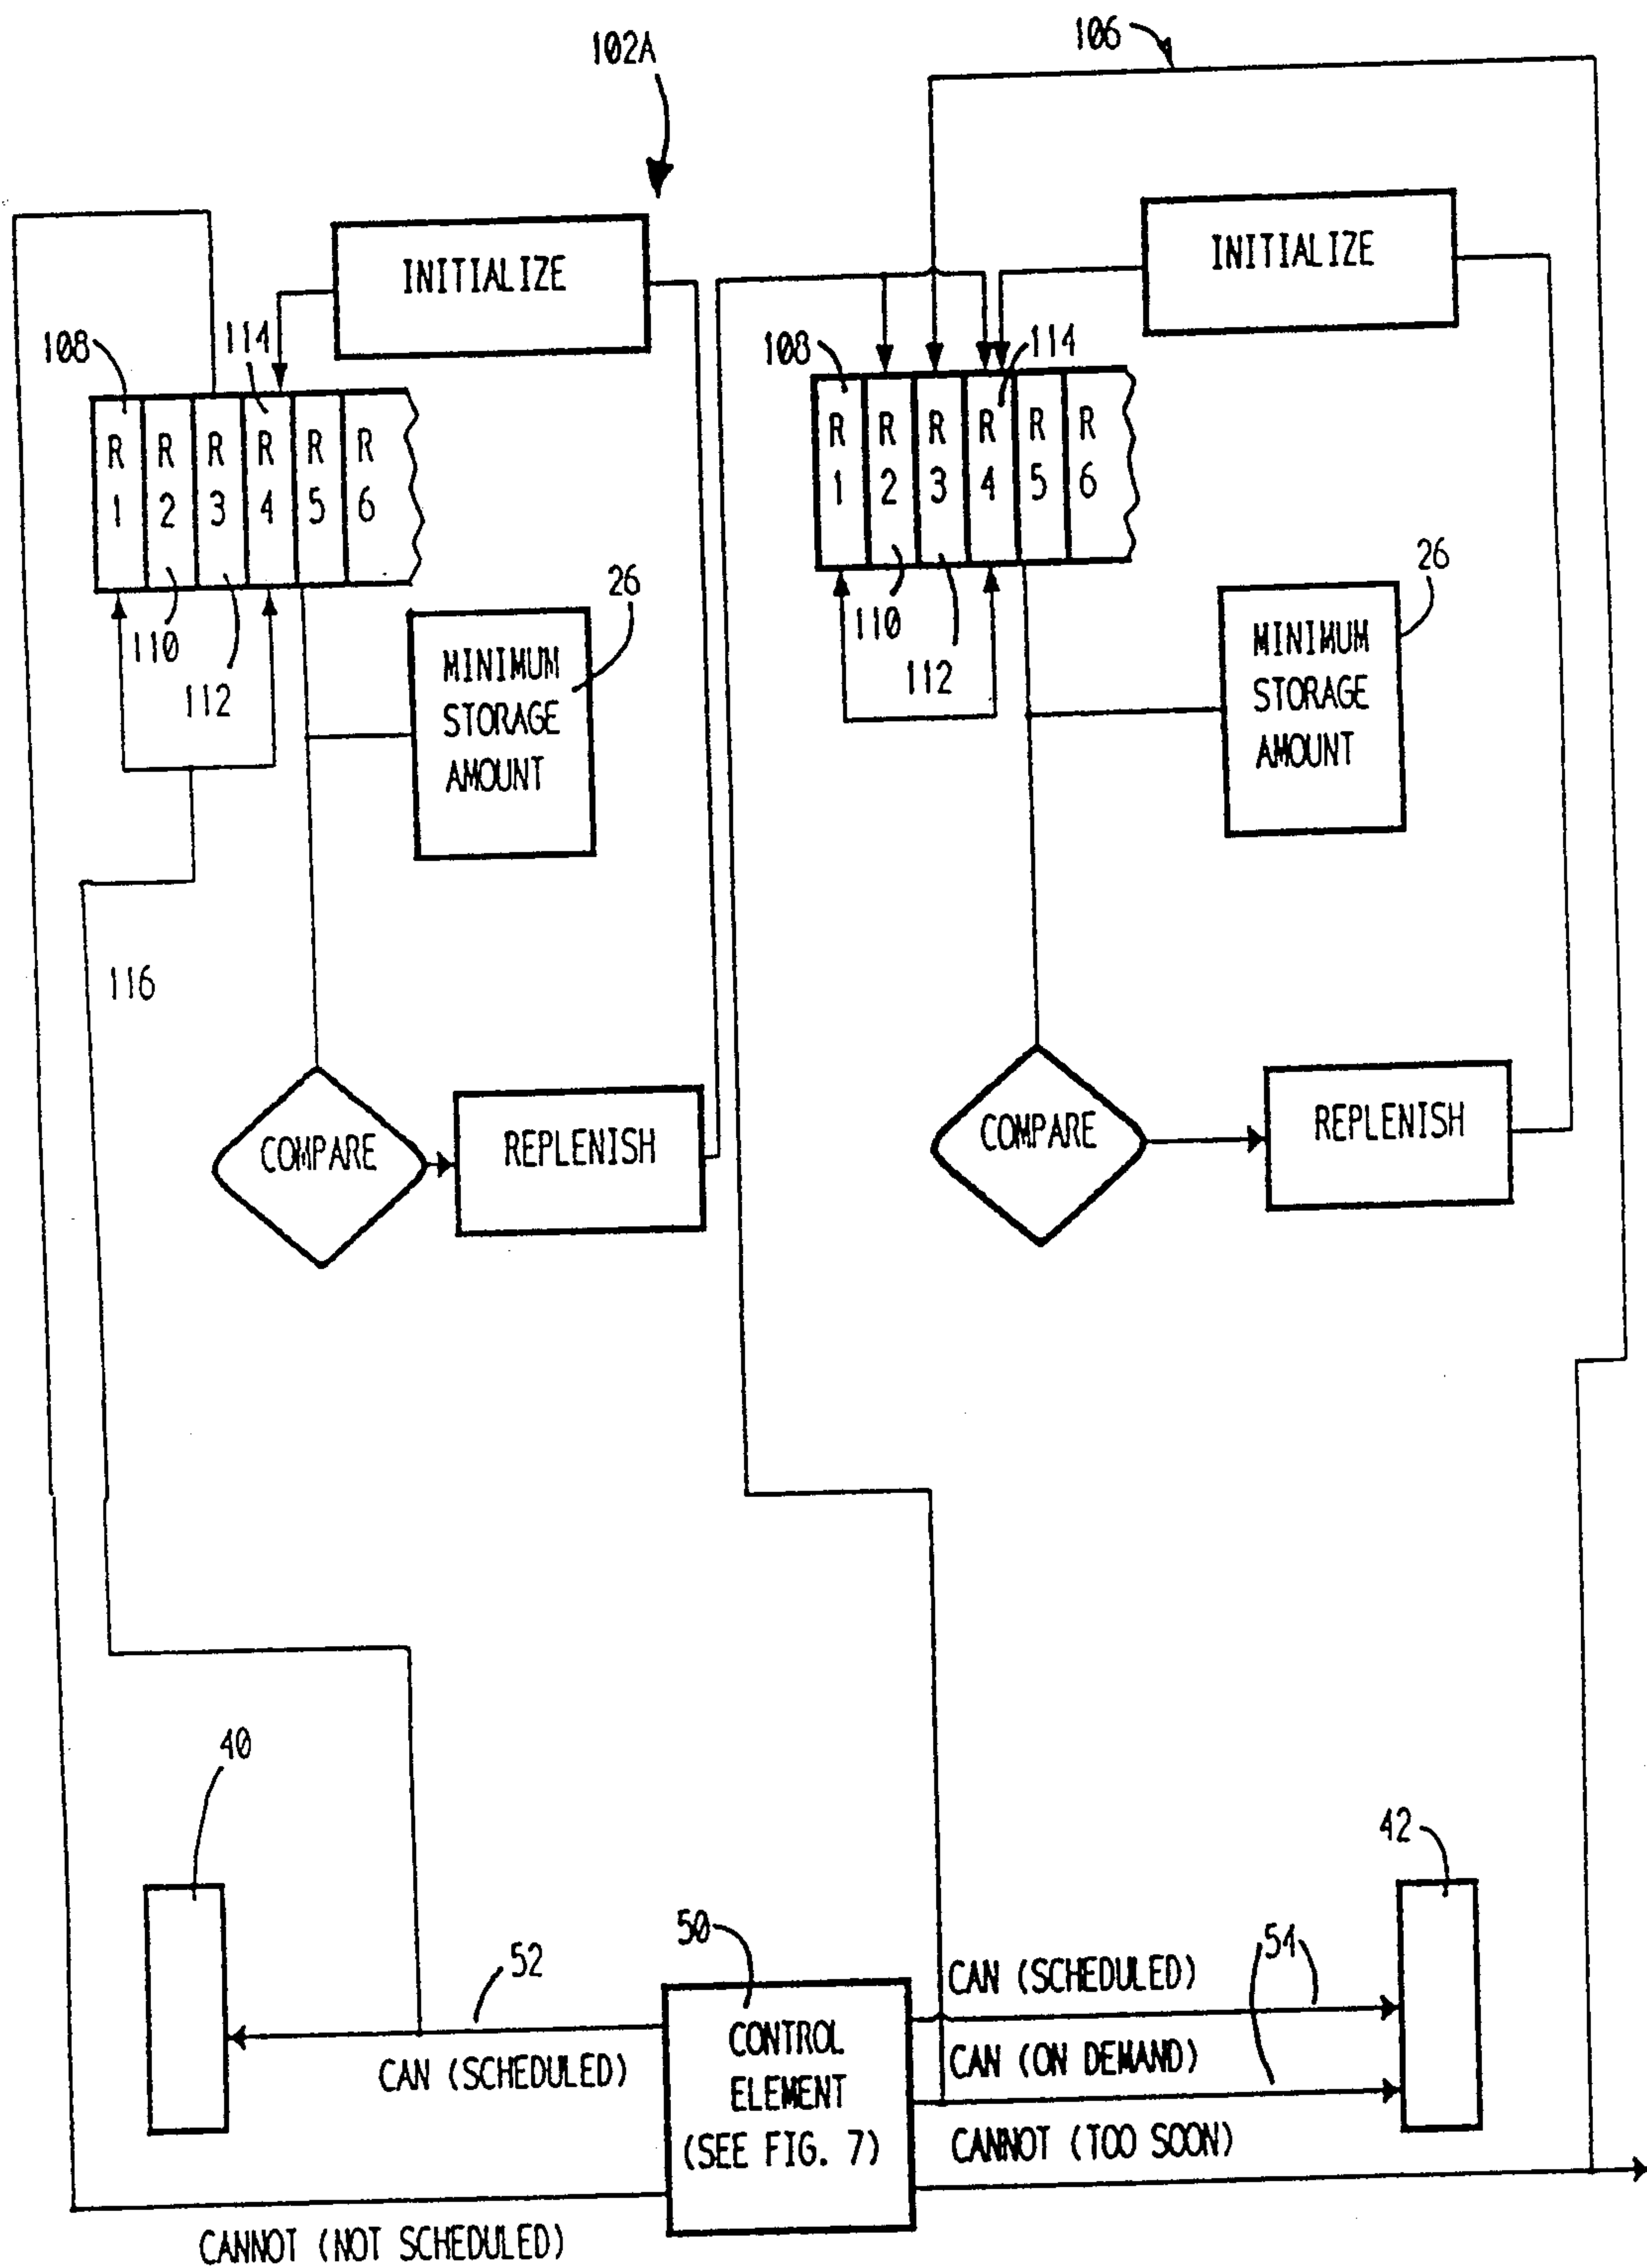 102A
106
INITIALIZE
INITIALIZE
108
114
108
114
R 1
R 2
R 3
R 4
R 5
R 6
R 1
R 2
R 3
R 4
R 5
R 6
110
112
26
MINIMUM
STORAGE
AMOUNT
110
112
26
MINIMUM
STORAGE
AMOUNT
116
COMPARE
REPLENISH
COMPARE
REPLENISH
40
42
50
52
54
CAN (SCHEDULED)
CONTROL
ELEMENT
(SEE FIG. 7)
CAN (SCHEDULED)
CAN (ON DEMAND)
CANNOT (TOO SOON)
CANNOT (NOT SCHEDULED)